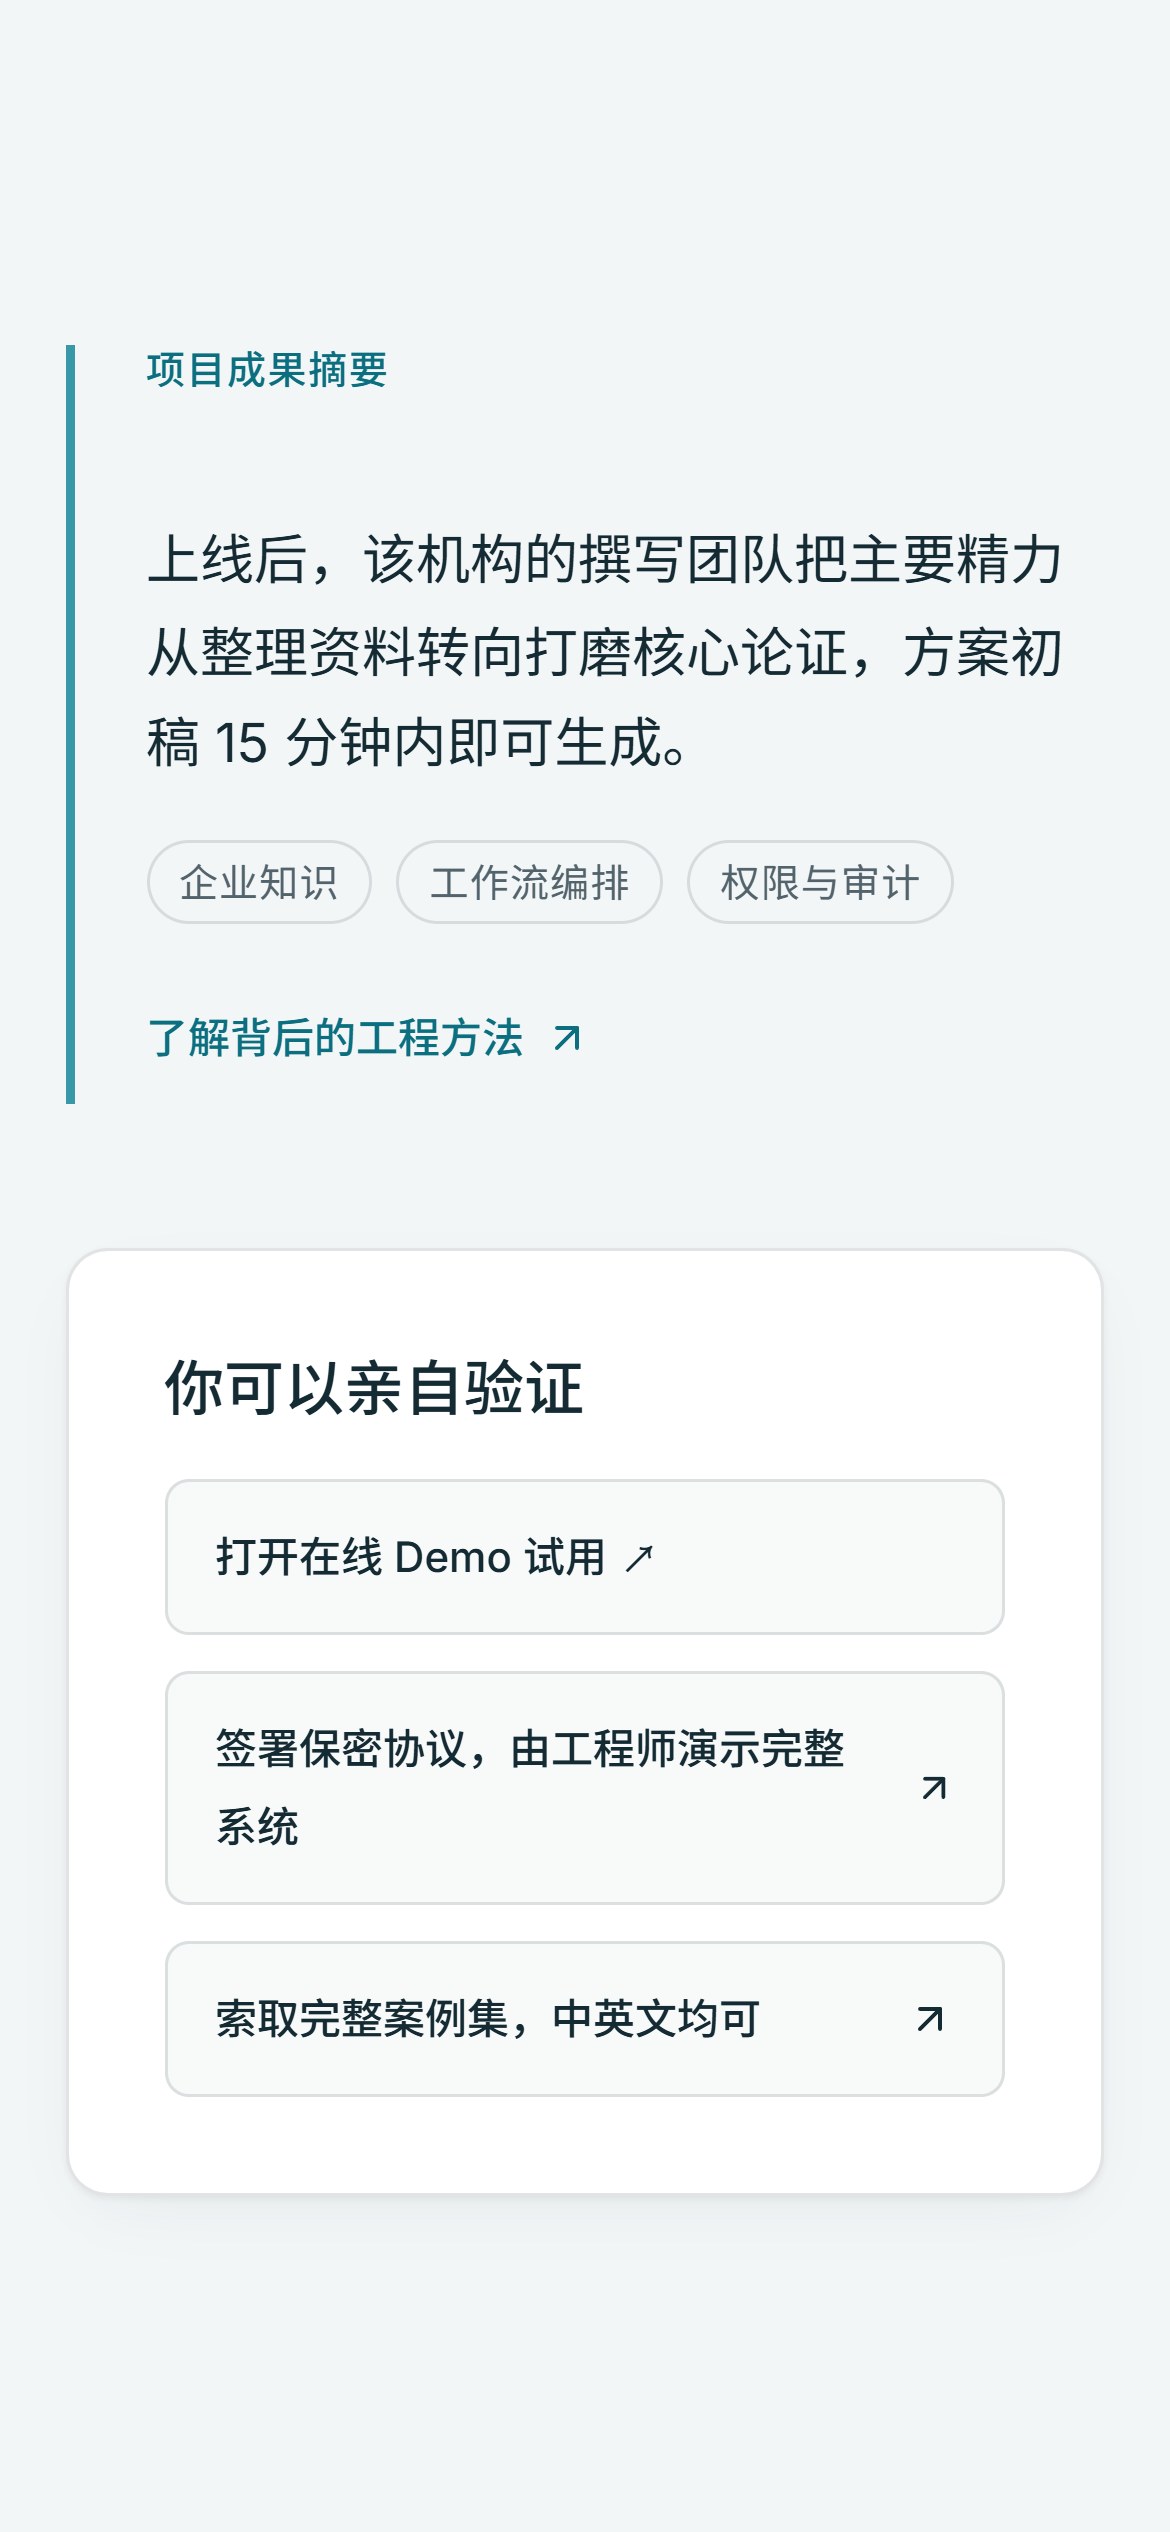 项目成果摘要
上线后，该机构的撰写团队把主要精力
从整理资料转向打磨核心论证，方案初
稿 15 分钟内即可生成。
企业知识 工作流编排 权限与审计
了解背后的工程方法 ↗
你可以亲自验证
打开在线 Demo 试用 ↗
签署保密协议，由工程师演示完整
系统 ↗
索取完整案例集，中英文均可 ↗